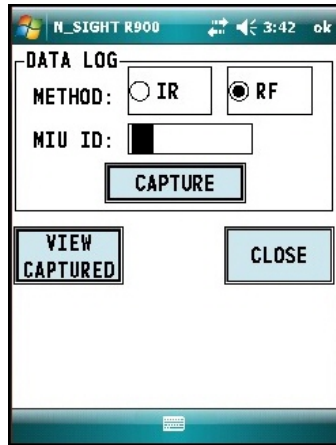 N_SIGHT R900 3:42 ok
DATA LOG
METHOD: IR RF
MIU ID:
CAPTURE
VIEW
CAPTURED
CLOSE